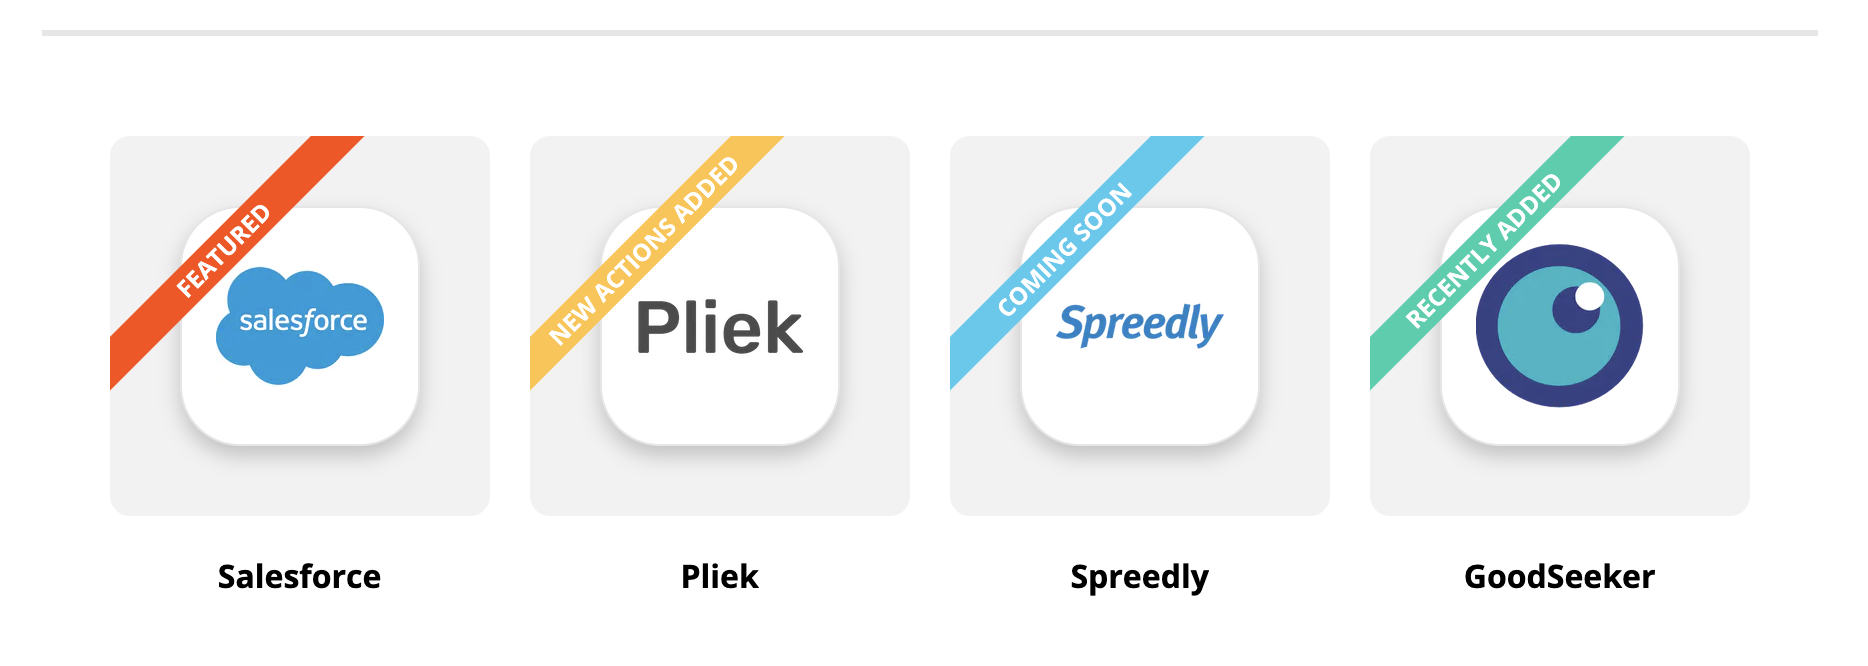 FEATURED
salesforce
Salesforce
NEW ACTIONS ADDED
Pliek
Pliek
COMING SOON
Spreedly
Spreedly
RECENTLY ADDED
GoodSeeker